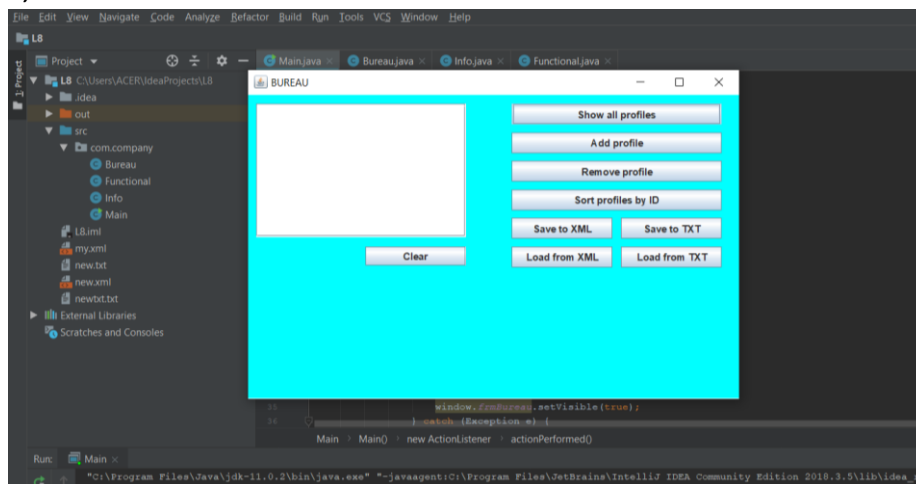 File Edit View Navigate Code Analyze Refactor Build Run Tools VCS Window Help
L8
1: Project
Project
Main.java
Bureau.java
Info.java
Functional.java
L8 C:\Users\ACER\IdeaProjects\L8
.idea
out
src
com.company
Bureau
Functional
Info
Main
L8.iml
my.xml
new.txt
new.xml
newtxt.txt
External Libraries
Scratches and Consoles
BUREAU
Show all profiles
Add profile
Remove profile
Sort profiles by ID
Save to XML Save to TXT
Clear
Load from XML Load from TXT
35 window.frmBureau.setVisible(true);
36 } catch (Exception e) {
Main > Main() > new ActionListener > actionPerformed()
Run: Main
"C:\Program Files\Java\jdk-11.0.2\bin\java.exe" "-javaagent:C:\Program Files\JetBrains\IntelliJ IDEA Community Edition 2018.3.5\lib\idea_